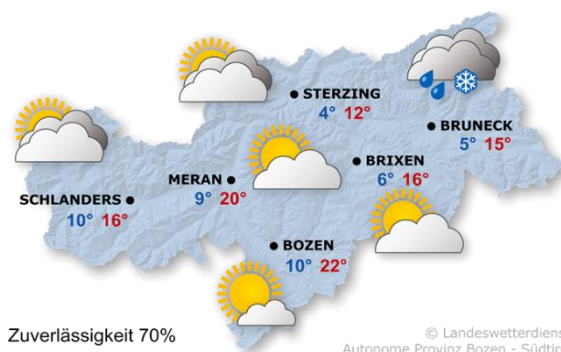 STERZING
4° 12°
BRUNECK
5° 15°
BRIXEN
6° 16°
MERAN
9° 20°
SCHLANDERS
10° 16°
BOZEN
10° 22°
Zuverlässigkeit 70%
© Landeswetterdiens
Autonome Provinz Bozen - Südtir